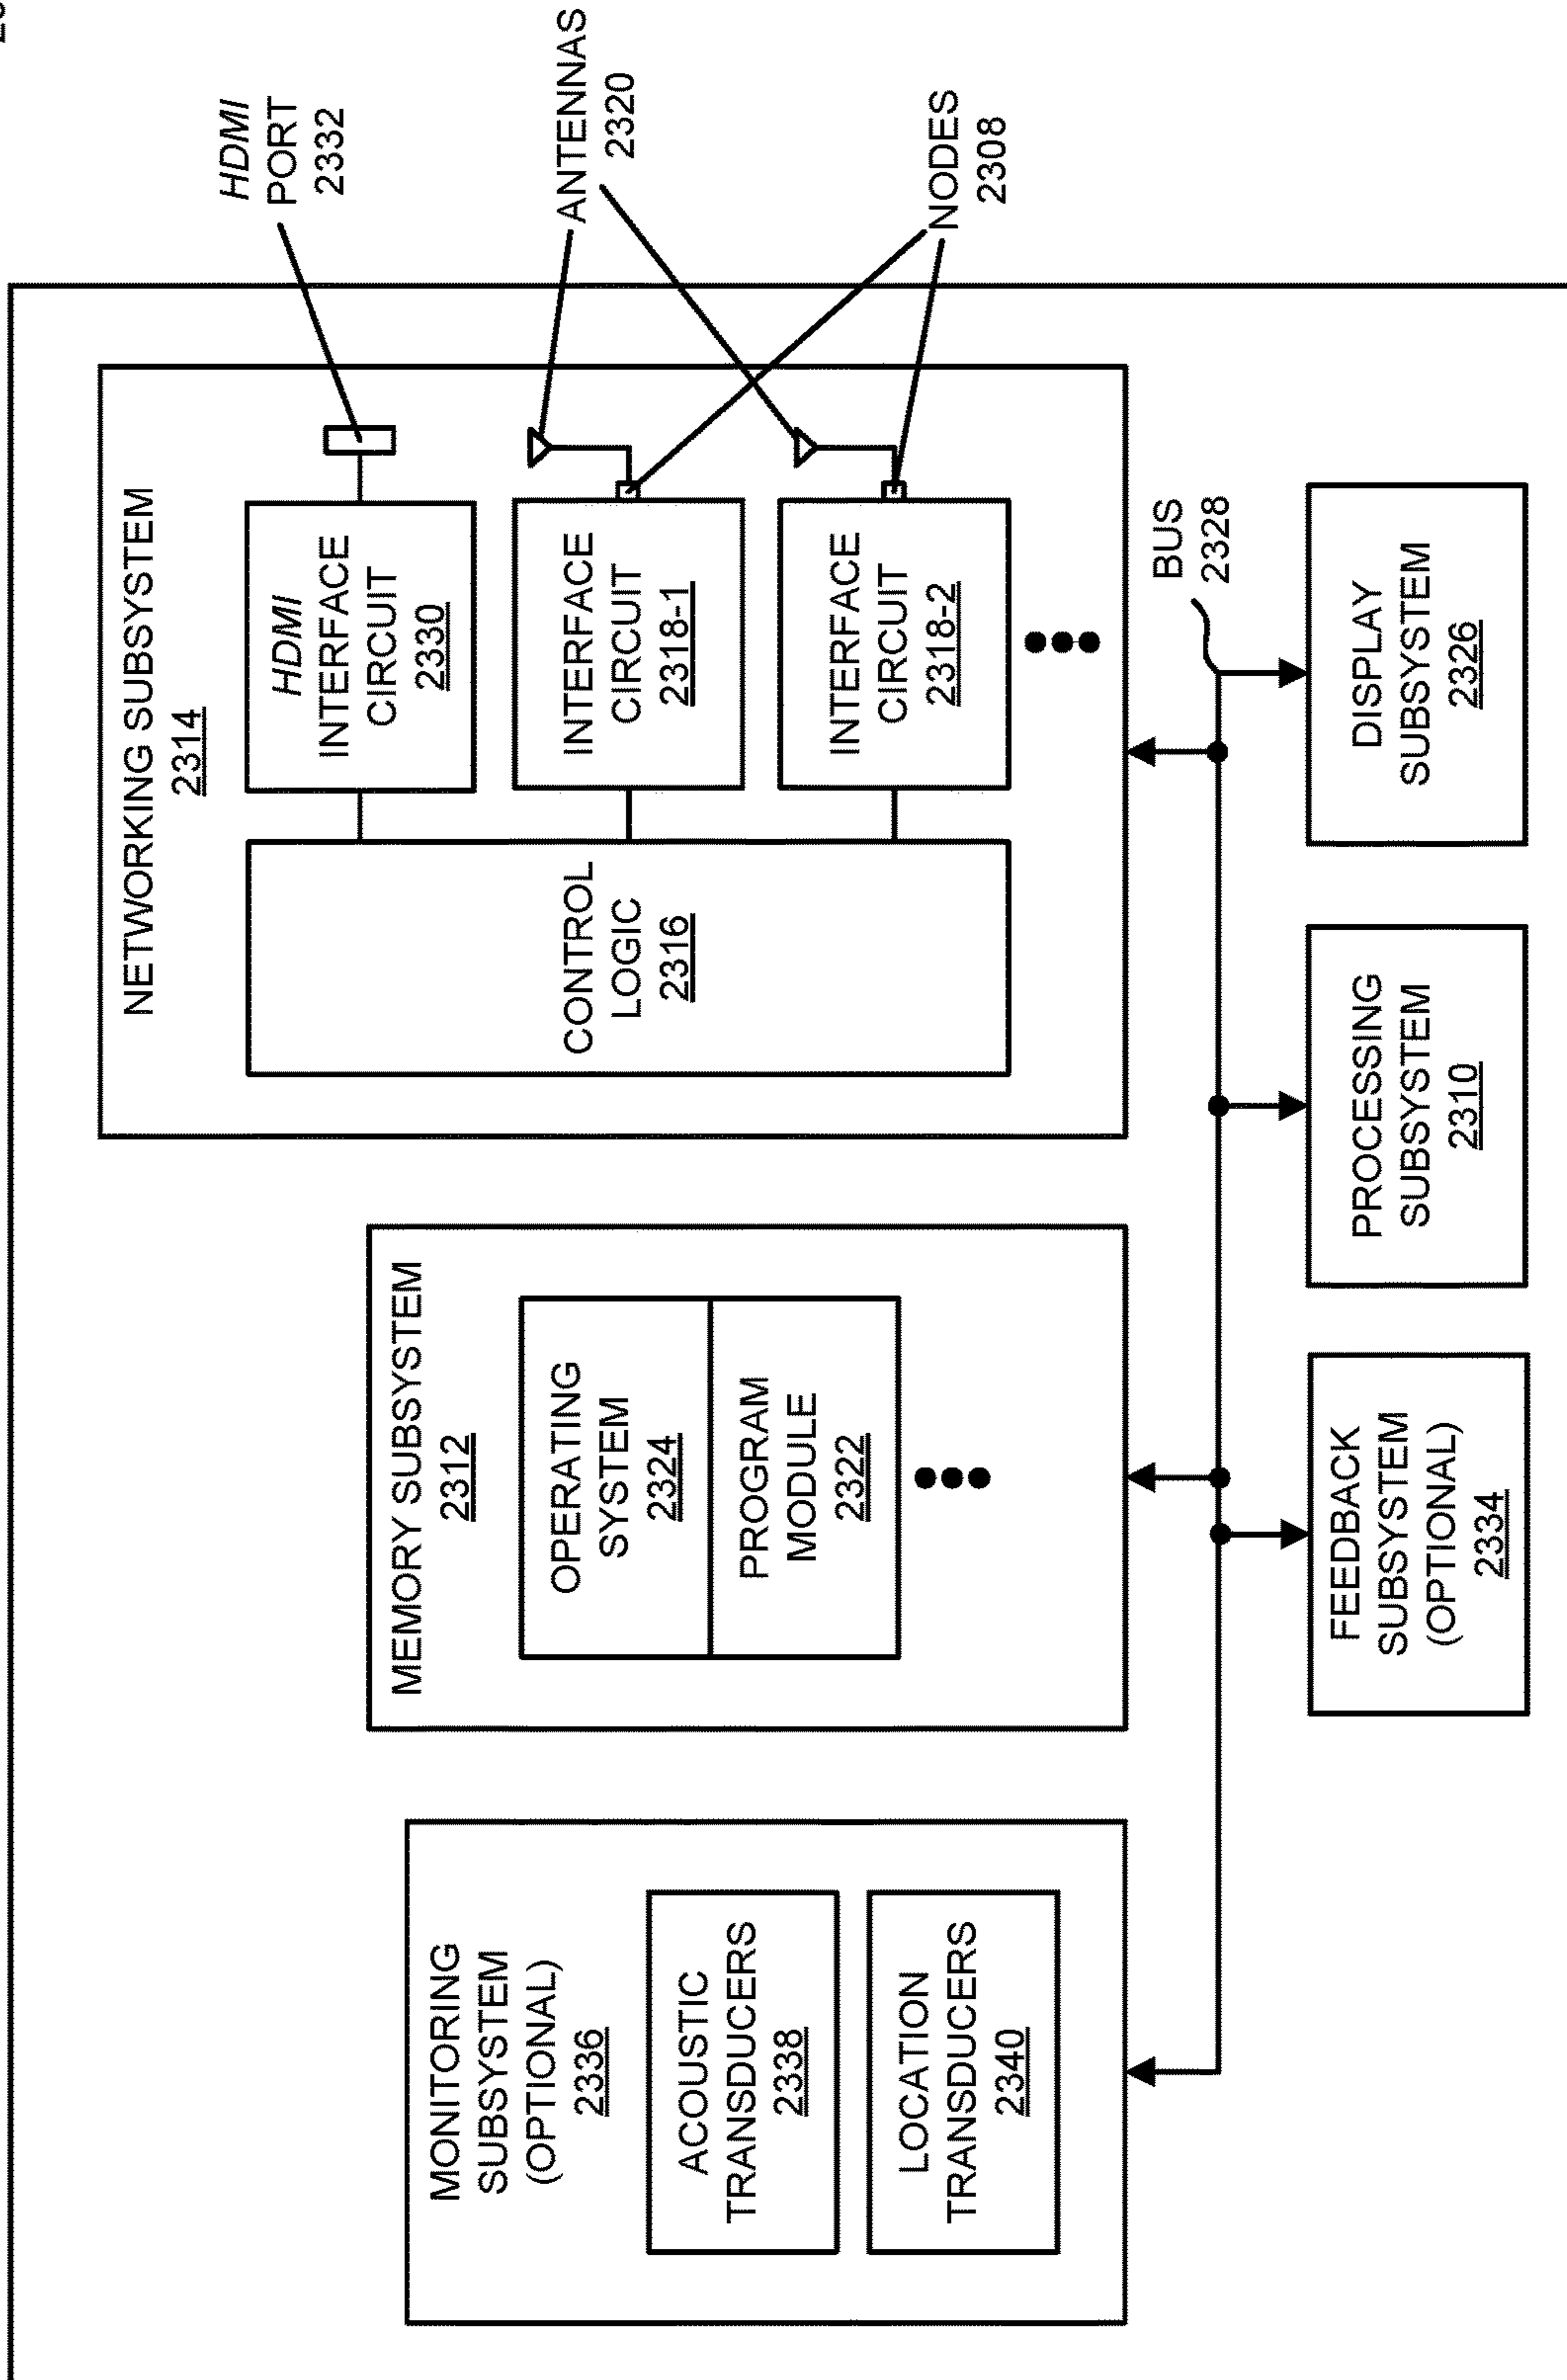 MONITORING
SUBSYSTEM
(OPTIONAL)
2336
ACOUSTIC
TRANSDUCERS
2338
LOCATION
TRANSDUCERS
2340
MEMORY SUBSYSTEM
2312
OPERATING
SYSTEM
2324
PROGRAM
MODULE
2322
NETWORKING SUBSYSTEM
2314
CONTROL
LOGIC
2316
HDMI
INTERFACE
CIRCUIT
2330
INTERFACE
CIRCUIT
2318-1
INTERFACE
CIRCUIT
2318-2
HDMI
PORT
2332
ANTENNAS
2320
NODES
2308
BUS
2328
FEEDBACK
SUBSYSTEM
(OPTIONAL)
2334
PROCESSING
SUBSYSTEM
2310
DISPLAY
SUBSYSTEM
2326